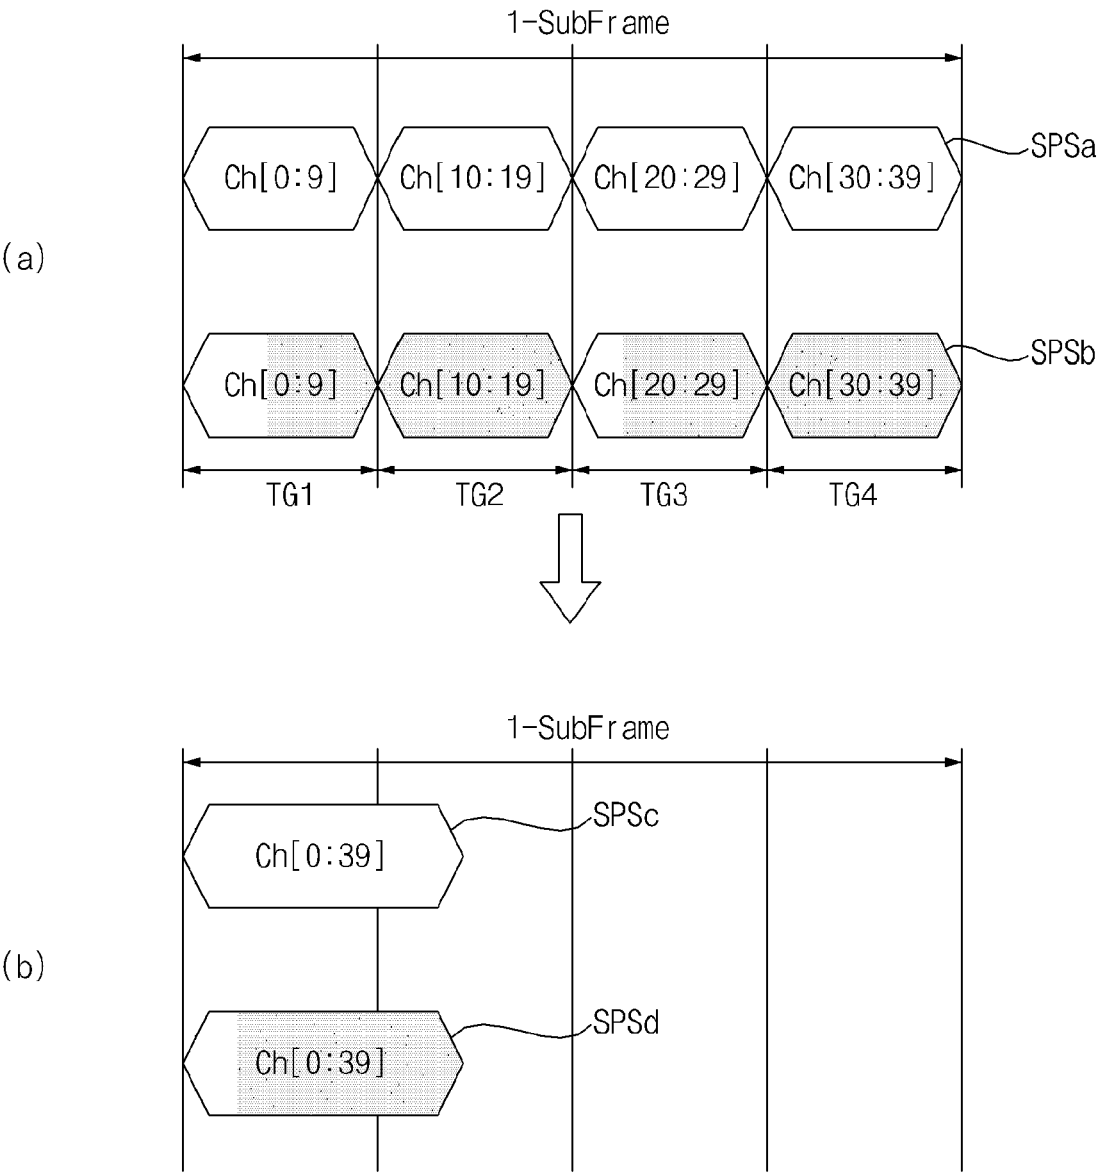 1-SubFrame
Ch[0:9] Ch[10:19] Ch[20:29] Ch[30:39] SPSa
(a)
Ch[0:9] Ch[10:19] Ch[20:29] Ch[30:39] SPSb
TG1 TG2 TG3 TG4
1-SubFrame
SPSc
Ch[0:39]
(b)
SPSd
Ch[0:39]